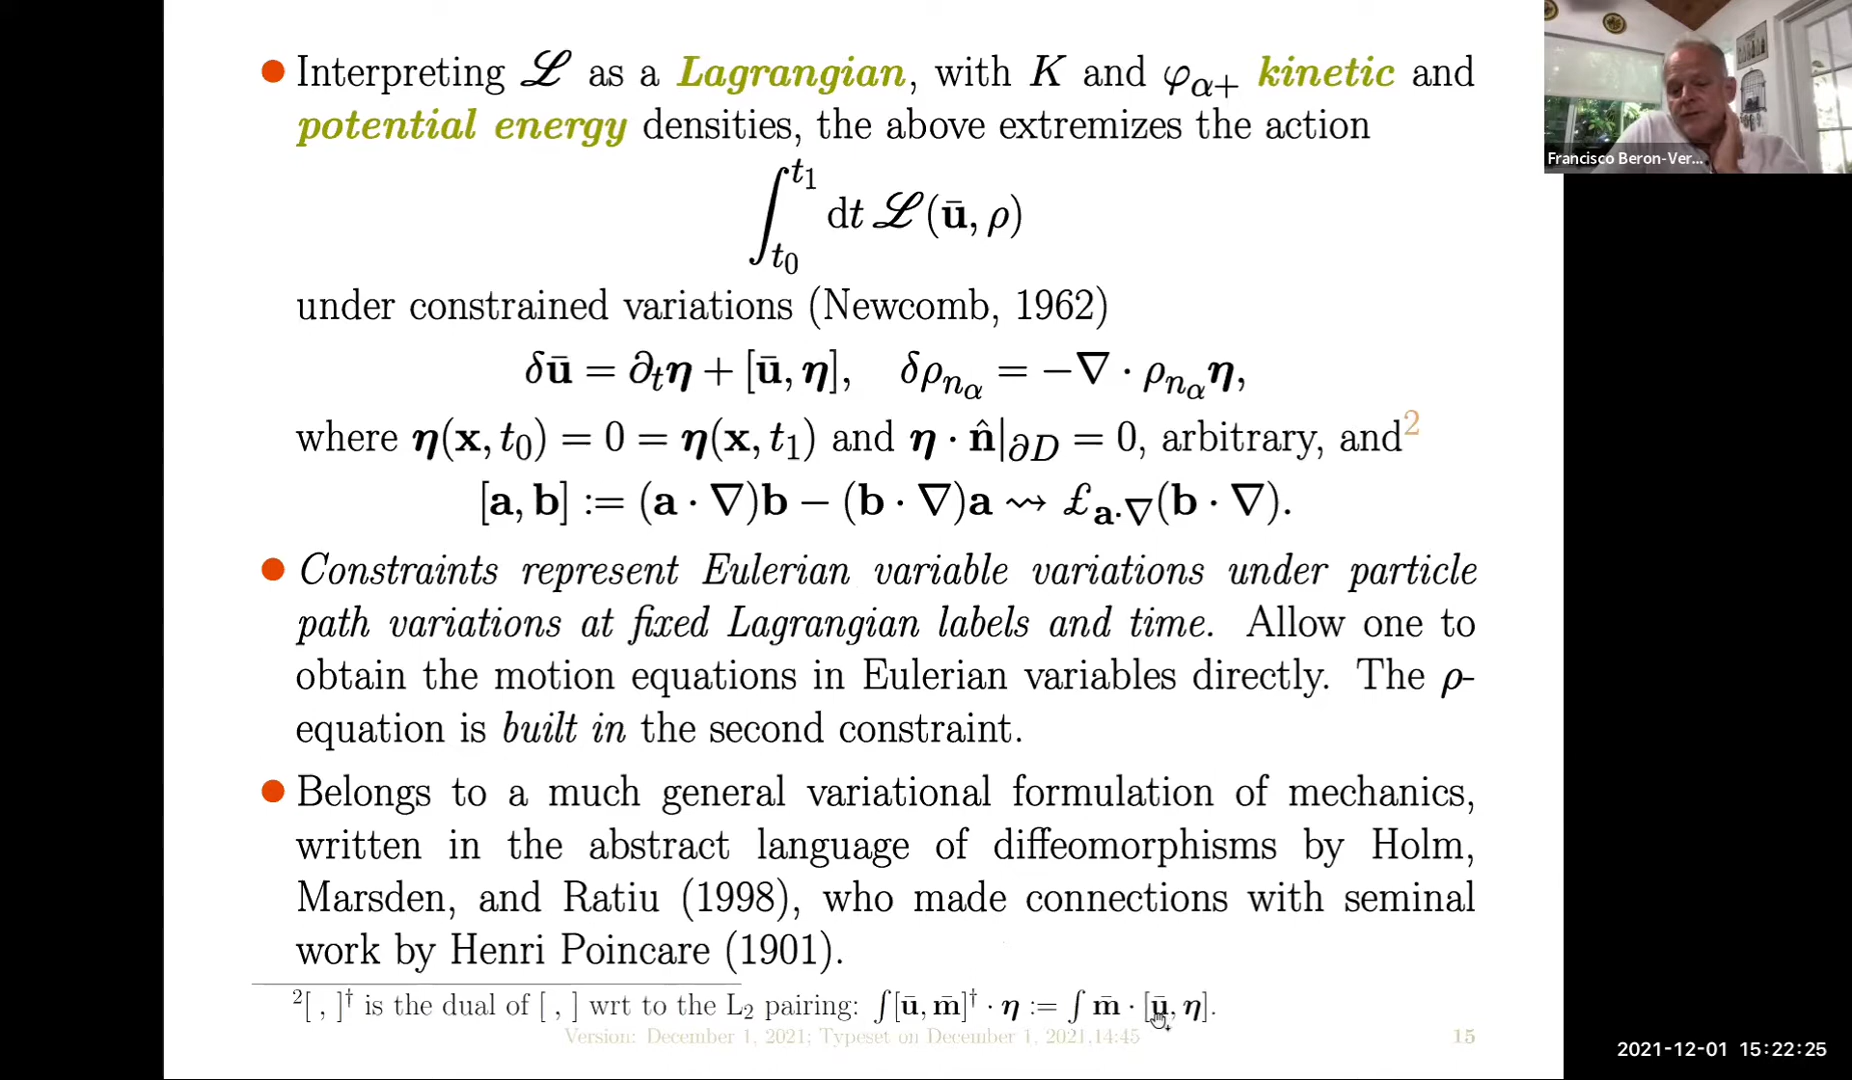 ● Interpreting ℒ as a Lagrangian, with K and φ_{α+} kinetic and
potential energy densities, the above extremizes the action
∫_{t_0}^{t_1} dt ℒ(ū, ρ)
under constrained variations (Newcomb, 1962)
δū = ∂_tη + [ū, η], δρ_{n_α} = −∇ · ρ_{n_α}η,
where η(x, t_0) = 0 = η(x, t_1) and η · n̂|_{∂D} = 0, arbitrary, and²
[a, b] := (a · ∇)b − (b · ∇)a ⇝ £_{a·∇}(b · ∇).
● Constraints represent Eulerian variable variations under particle
path variations at fixed Lagrangian labels and time. Allow one to
obtain the motion equations in Eulerian variables directly. The ρ-
equation is built in the second constraint.
● Belongs to a much general variational formulation of mechanics,
written in the abstract language of diffeomorphisms by Holm,
Marsden, and Ratiu (1998), who made connections with seminal
work by Henri Poincare (1901).
²[ , ]† is the dual of [ , ] wrt to the L₂ pairing: ∫[ū, m̄]† · η := ∫ m̄ · [ū, η].
Version: December 1, 2021; Typeset on December 1, 2021.14:45 15
Francisco Beron-Ver...
2021-12-01 15:22:25